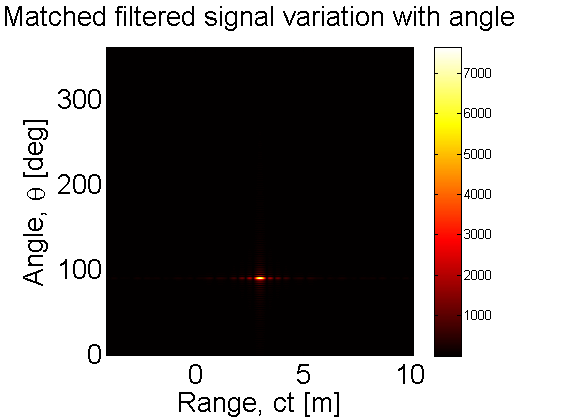 Matched filtered signal variation with angle
Angle, θ [deg]
300
200
100
0
0 5 10
Range, ct [m]
7000
6000
5000
4000
3000
2000
1000